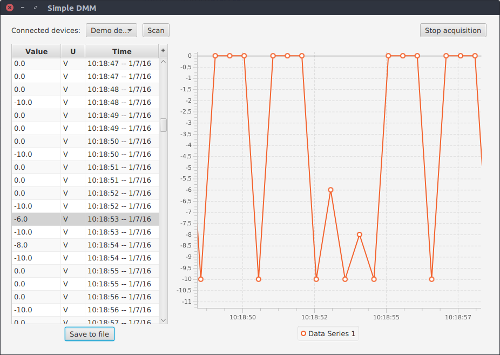 Simple DMM
Connected devices: Demo de... Scan Stop acquisition
Value U Time +
0.0 V 10:18:47 -- 1/7/16
0.0 V 10:18:47 -- 1/7/16
0.0 V 10:18:48 -- 1/7/16
-10.0 V 10:18:48 -- 1/7/16
0.0 V 10:18:49 -- 1/7/16
0.0 V 10:18:49 -- 1/7/16
0.0 V 10:18:50 -- 1/7/16
-10.0 V 10:18:50 -- 1/7/16
0.0 V 10:18:51 -- 1/7/16
0.0 V 10:18:51 -- 1/7/16
0.0 V 10:18:52 -- 1/7/16
-10.0 V 10:18:52 -- 1/7/16
-6.0 V 10:18:53 -- 1/7/16
-10.0 V 10:18:53 -- 1/7/16
-8.0 V 10:18:54 -- 1/7/16
-10.0 V 10:18:54 -- 1/7/16
0.0 V 10:18:55 -- 1/7/16
0.0 V 10:18:55 -- 1/7/16
0.0 V 10:18:56 -- 1/7/16
-10.0 V 10:18:56 -- 1/7/16
0.0 V 10:18:57 -- 1/7/16
Save to file
0
-0.5
-1
-1.5
-2
-2.5
-3
-3.5
-4
-4.5
-5
-5.5
-6
-6.5
-7
-7.5
-8
-8.5
-9
-9.5
-10
-10.5
-11
10:18:50 10:18:52 10:18:55 10:18:57
Data Series 1